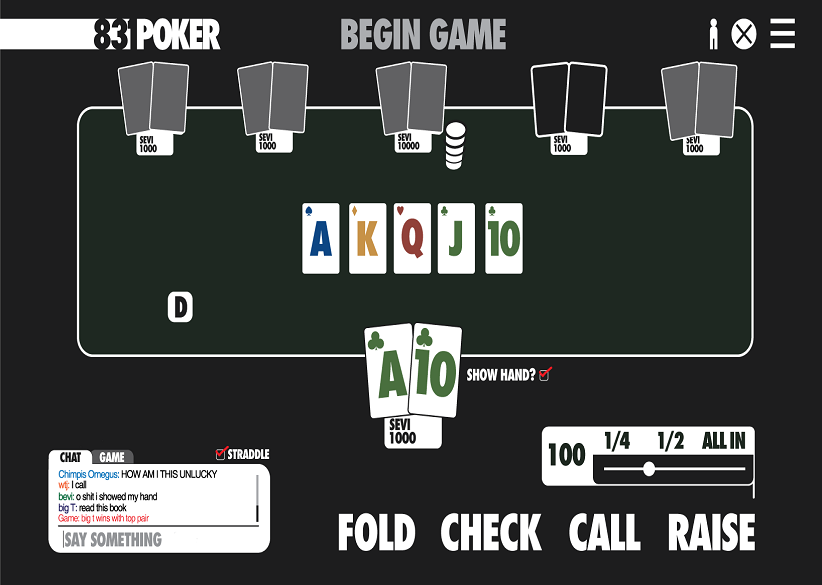 831 POKER
BEGIN GAME
SEVI
1000
SEVI
1000
SEVI
10000
SEVI
1000
SEVI
1000
A K Q J 10
D
A 10
SHOW HAND?
SEVI
1000
100 1/4 1/2 ALL IN
CHAT GAME
STRADDLE
Chimpis Omegus: HOW AM I THIS UNLUCKY
wtj: I call
bevi: o shit i showed my hand
big T: read this book
Game: big t wins with top pair
SAY SOMETHING
FOLD CHECK CALL RAISE